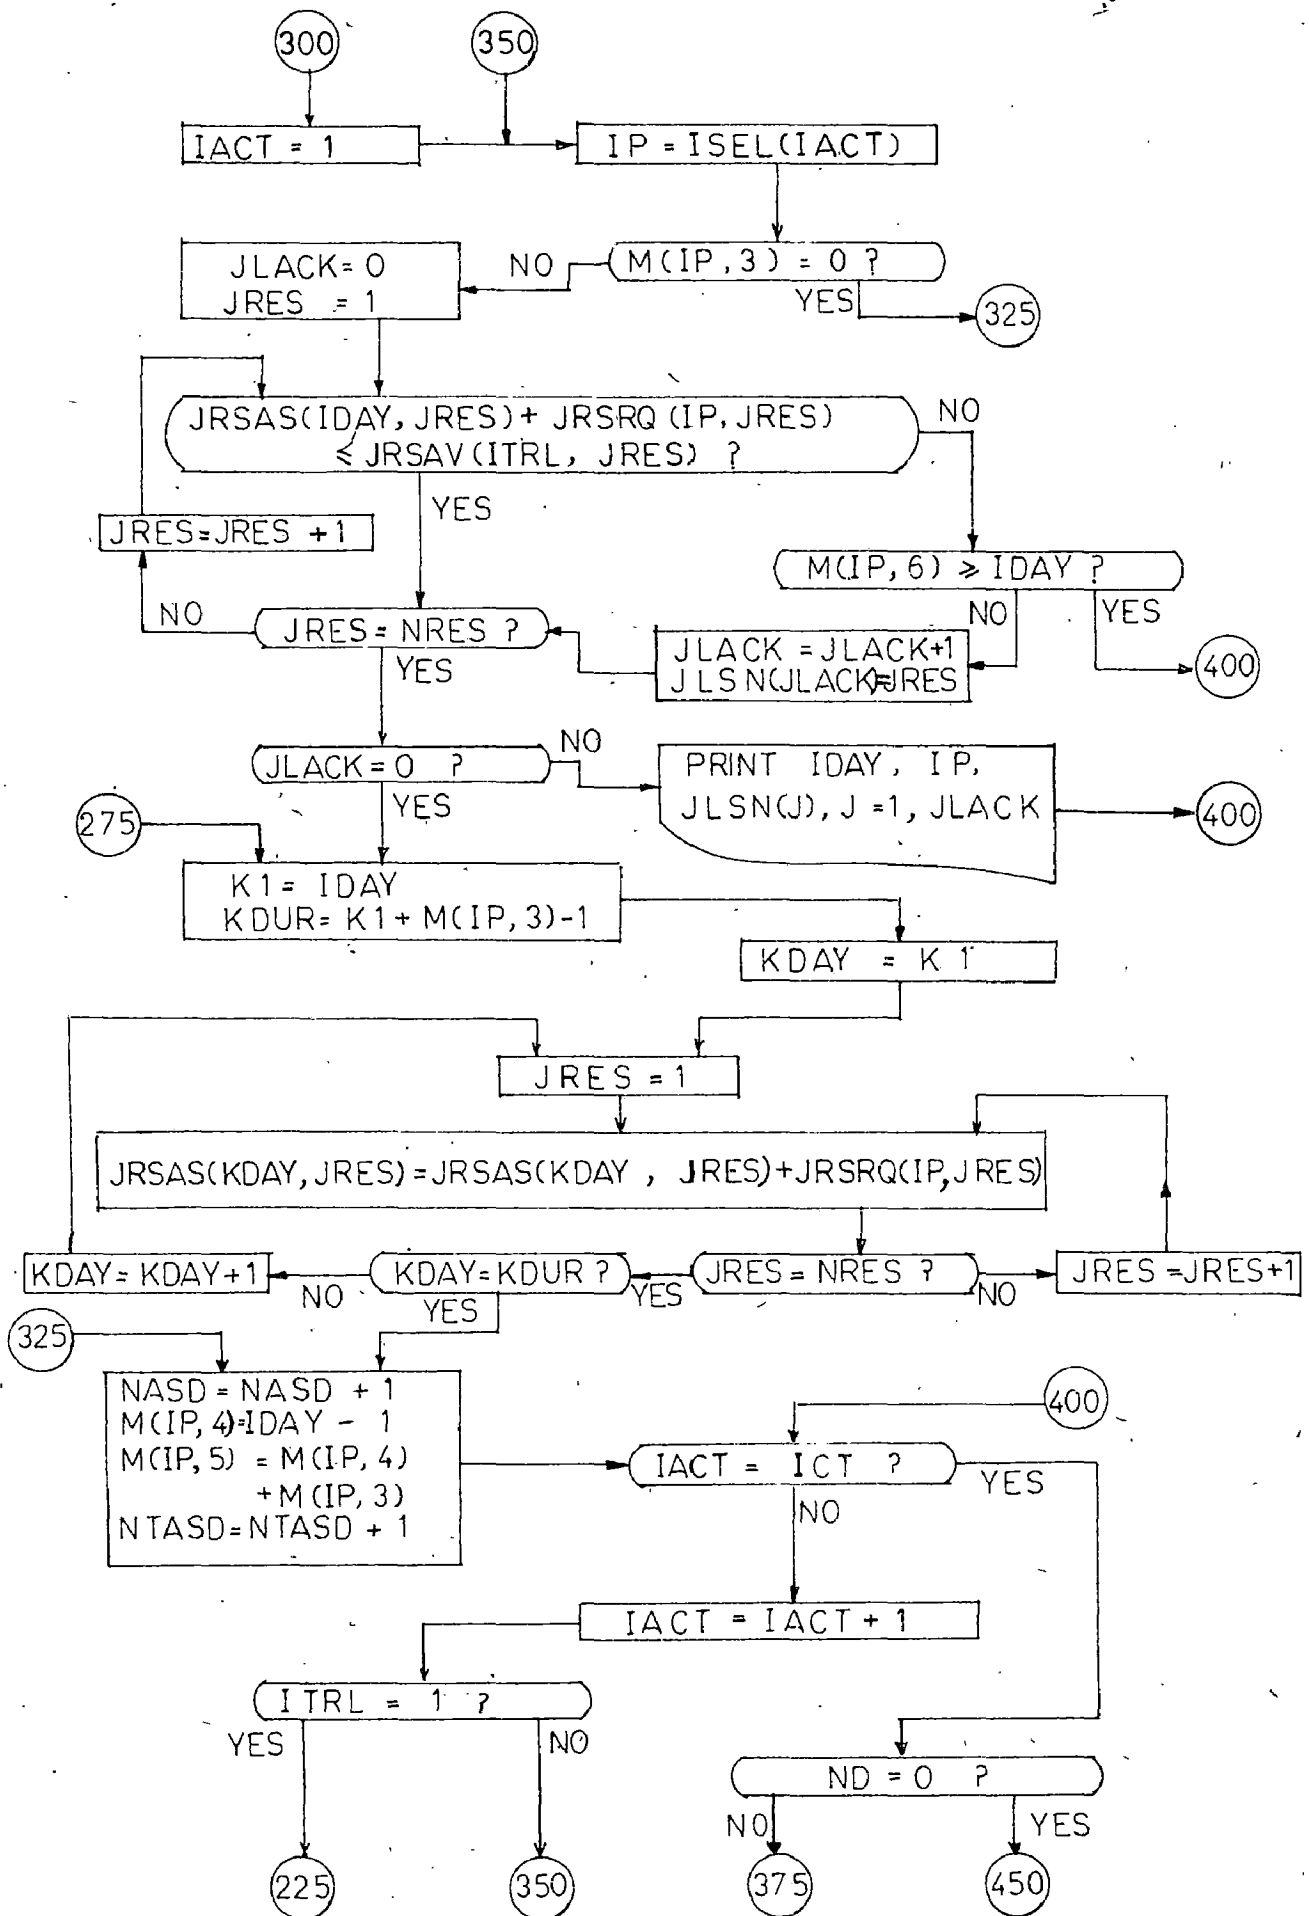 300
350
IACT = 1
IP = ISEL(IACT)
JLACK= 0
JRES = 1
NO
M(IP,3) = 0 ?
YES
325
JRSAS(IDAY, JRES)+ JRSRQ (IP, JRES)
≤ JRSAV(ITRL, JRES) ?
NO
YES
JRES=JRES +1
M(IP, 6) ≥ IDAY ?
NO
YES
NO
JRES= NRES ?
YES
JLACK =JLACK+1
JLSN(JLACK)=JRES
400
JLACK=0 ?
NO
YES
PRINT IDAY, IP,
JLSN(J), J =1, JLACK
400
275
K1= IDAY
KDUR= K1+ M(IP,3)-1
KDAY = K1
JRES = 1
JRSAS(KDAY,JRES)=JRSAS(KDAY, JRES)+JRSRQ(IP,JRES)
KDAY= KDAY+1
NO
KDAY=KDUR ?
YES
YES
JRES= NRES ?
NO
JRES =JRES+1
325
NASD = NASD + 1
M(IP, 4)=IDAY - 1
M(IP, 5) = M(IP, 4)
+M(IP, 3)
NTASD=NTASD + 1
400
IACT = ICT ?
YES
NO
IACT = IACT + 1
ITRL = 1 ?
YES
NO
ND = 0 ?
NO
YES
225
350
375
450